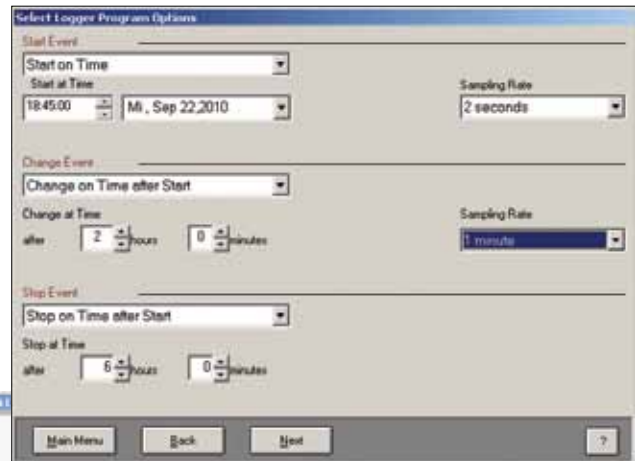 Select Logger Program Options
Start Event
Start on Time
Start at Time
Sampling Rate
18:45:00 Mi , Sep 22,2010 2 seconds
Change Event
Change on Time after Start
Change at Time
Sampling Rate
after 2 hours 0 minutes 1 minute
Stop Event
Stop on Time after Start
Stop at Time
after 6 hours 0 minutes
Main Menu Back Next ?